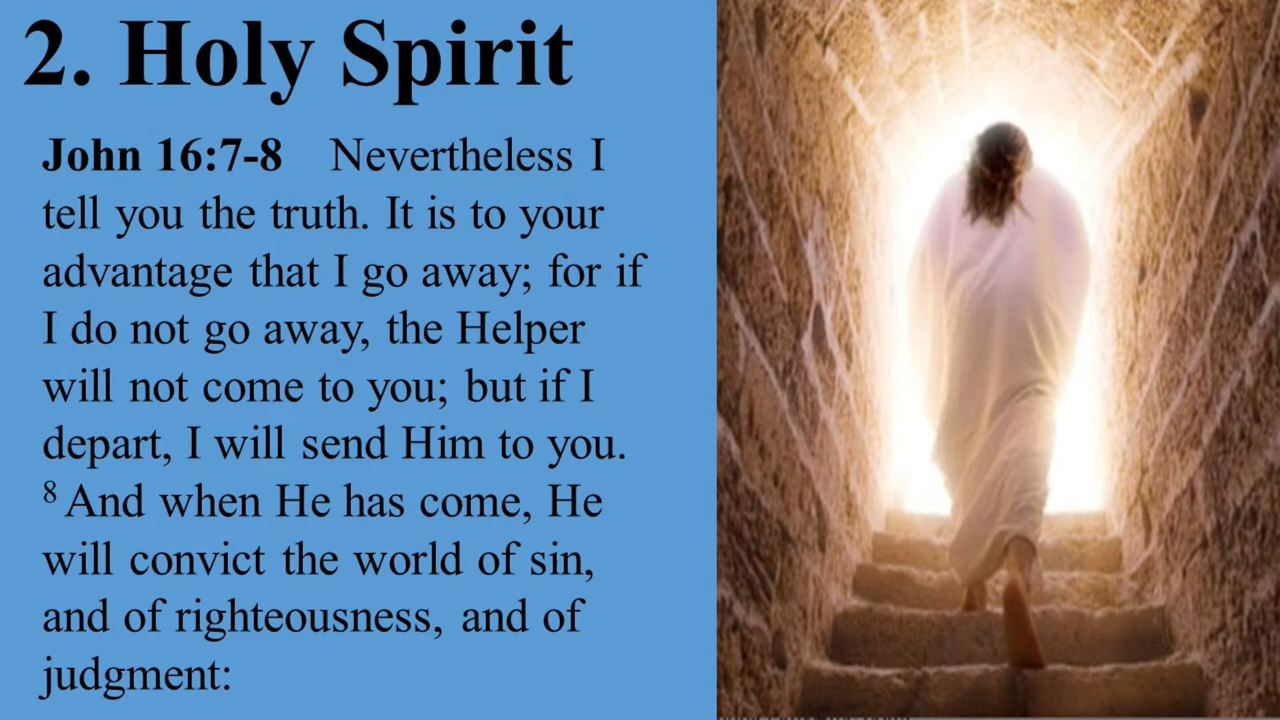 2. Holy Spirit
John 16:7-8 Nevertheless I
tell you the truth. It is to your
advantage that I go away; for if
I do not go away, the Helper
will not come to you; but if I
depart, I will send Him to you.
8 And when He has come, He
will convict the world of sin,
and of righteousness, and of
judgment: